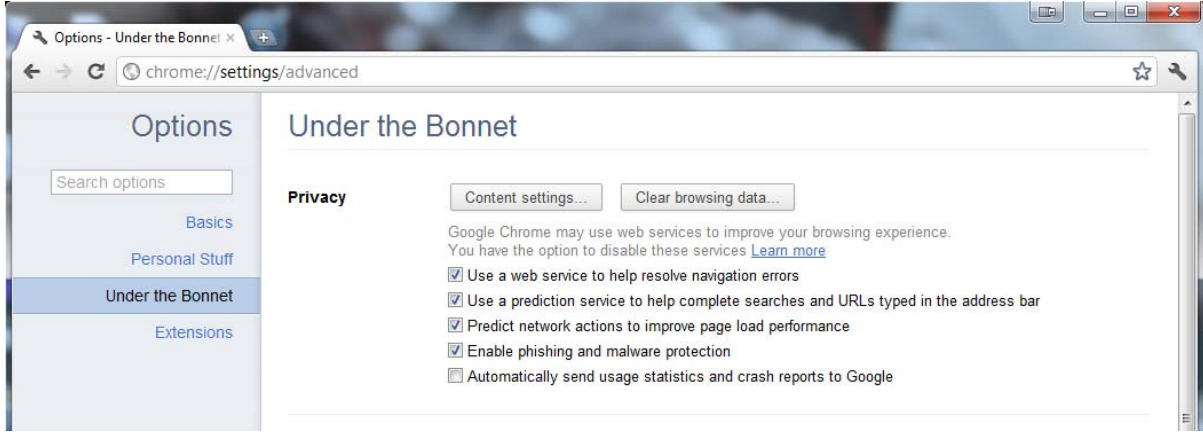 Options - Under the Bonnet
chrome://settings/advanced
Options
Search options
Basics
Personal Stuff
Under the Bonnet
Extensions
Under the Bonnet
Privacy
Content settings...
Clear browsing data...
Google Chrome may use web services to improve your browsing experience.
You have the option to disable these services Learn more
Use a web service to help resolve navigation errors
Use a prediction service to help complete searches and URLs typed in the address bar
Predict network actions to improve page load performance
Enable phishing and malware protection
Automatically send usage statistics and crash reports to Google